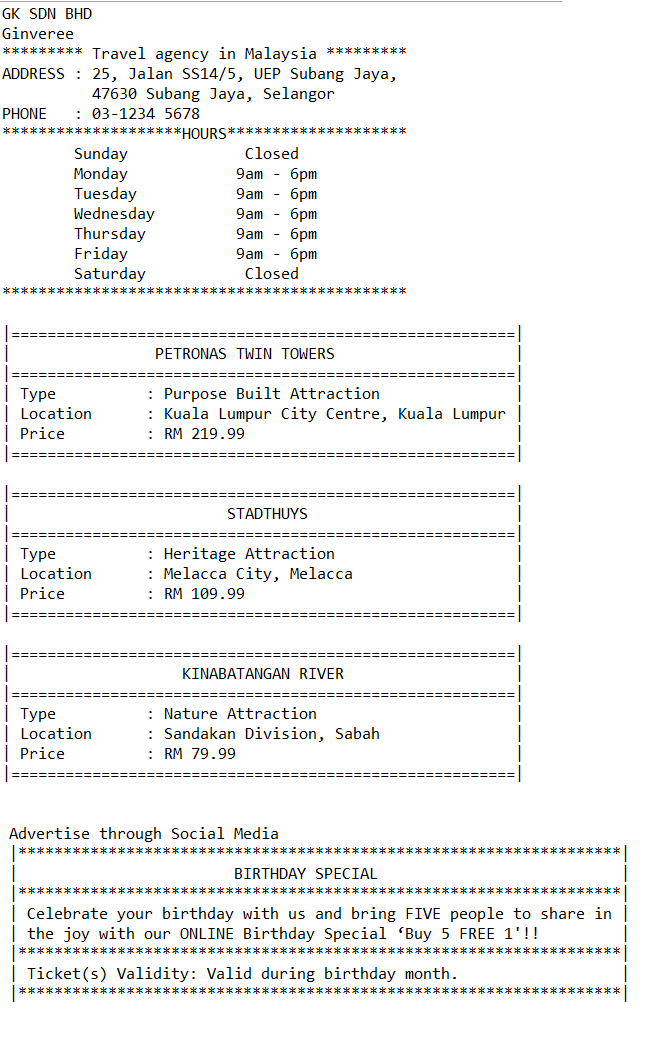 GK SDN BHD
Ginveree
********* Travel agency in Malaysia *********
ADDRESS : 25, Jalan SS14/5, UEP Subang Jaya,
          47630 Subang Jaya, Selangor
PHONE   : 03-1234 5678
********************HOURS********************
        Sunday             Closed
        Monday            9am - 6pm
        Tuesday           9am - 6pm
        Wednesday         9am - 6pm
        Thursday          9am - 6pm
        Friday            9am - 6pm
        Saturday           Closed
*********************************************
|========================================================|
|                PETRONAS TWIN TOWERS                    |
|========================================================|
| Type          : Purpose Built Attraction               |
| Location      : Kuala Lumpur City Centre, Kuala Lumpur |
| Price         : RM 219.99                              |
|========================================================|
|========================================================|
|                        STADTHUYS                       |
|========================================================|
| Type          : Heritage Attraction                    |
| Location      : Melacca City, Melacca                  |
| Price         : RM 109.99                              |
|========================================================|
|========================================================|
|                   KINABATANGAN RIVER                   |
|========================================================|
| Type          : Nature Attraction                      |
| Location      : Sandakan Division, Sabah               |
| Price         : RM 79.99                               |
|========================================================|
 Advertise through Social Media
 |*******************************************************************|
 |                        BIRTHDAY SPECIAL                           |
 |*******************************************************************|
 | Celebrate your birthday with us and bring FIVE people to share in |
 | the joy with our ONLINE Birthday Special ‘Buy 5 FREE 1'!!         |
 |*******************************************************************|
 | Ticket(s) Validity: Valid during birthday month.                  |
 |*******************************************************************|